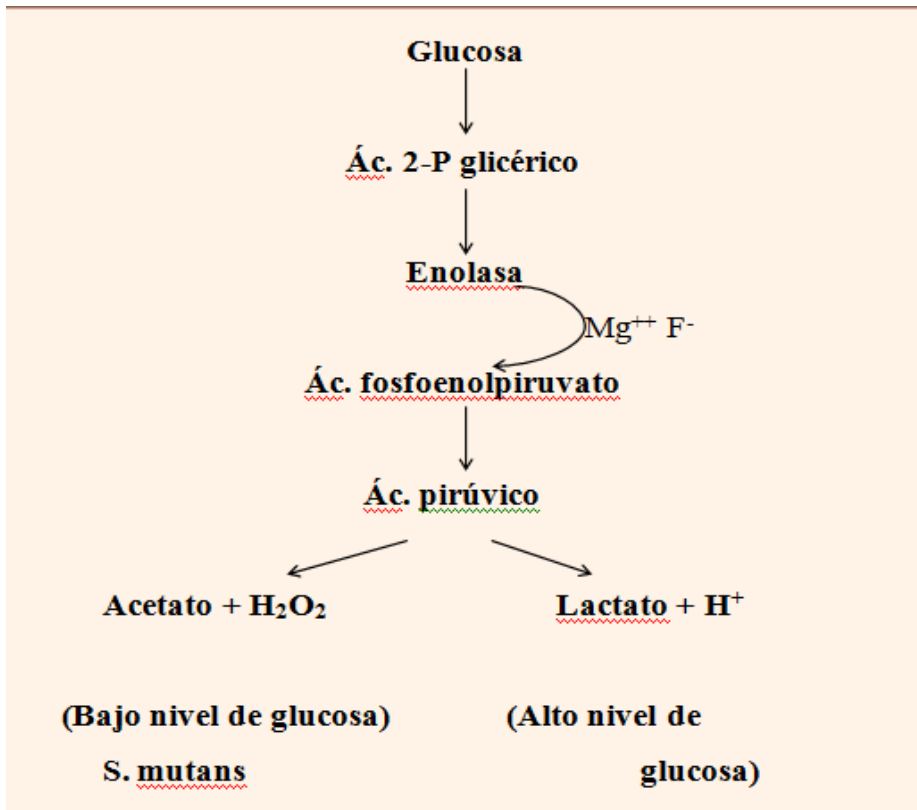 Glucosa
Ác. 2-P glicérico
Enolasa
Mg⁺⁺ F⁻
Ác. fosfoenolpiruvato
Ác. pirúvico
Acetato + H₂O₂
Lactato + H⁺
(Bajo nivel de glucosa)
(Alto nivel de
S. mutans
glucosa)